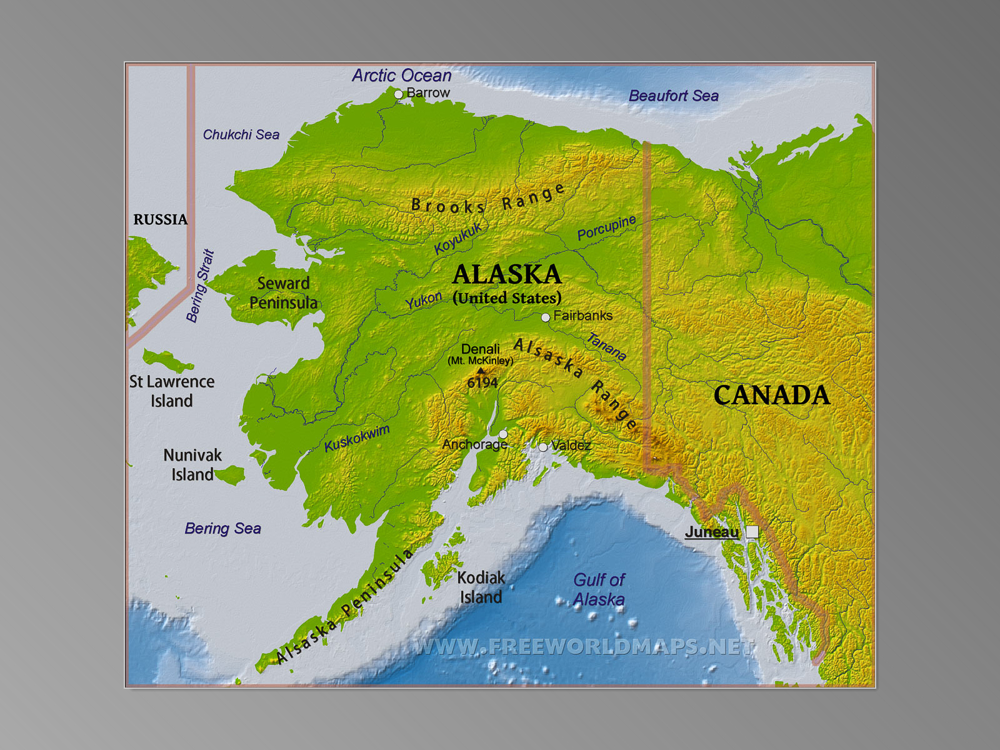 Arctic Ocean
Barrow
Beaufort Sea
Chukchi Sea
Brooks Range
RUSSIA
Koyukuk
Porcupine
Bering Strait
ALASKA
(United States)
Seward
Peninsula
Yukon
Fairbanks
Tanana
Denali
(Mt. McKinley)
6194
Alsaska Range
St Lawrence
Island
CANADA
Kuskokwim
Anchorage
Valdez
Nunivak
Island
Bering Sea
Juneau
Alsaska Peninsula
Kodiak
Island
Gulf of
Alaska
WWW.FREEWORLDMAPS.NET